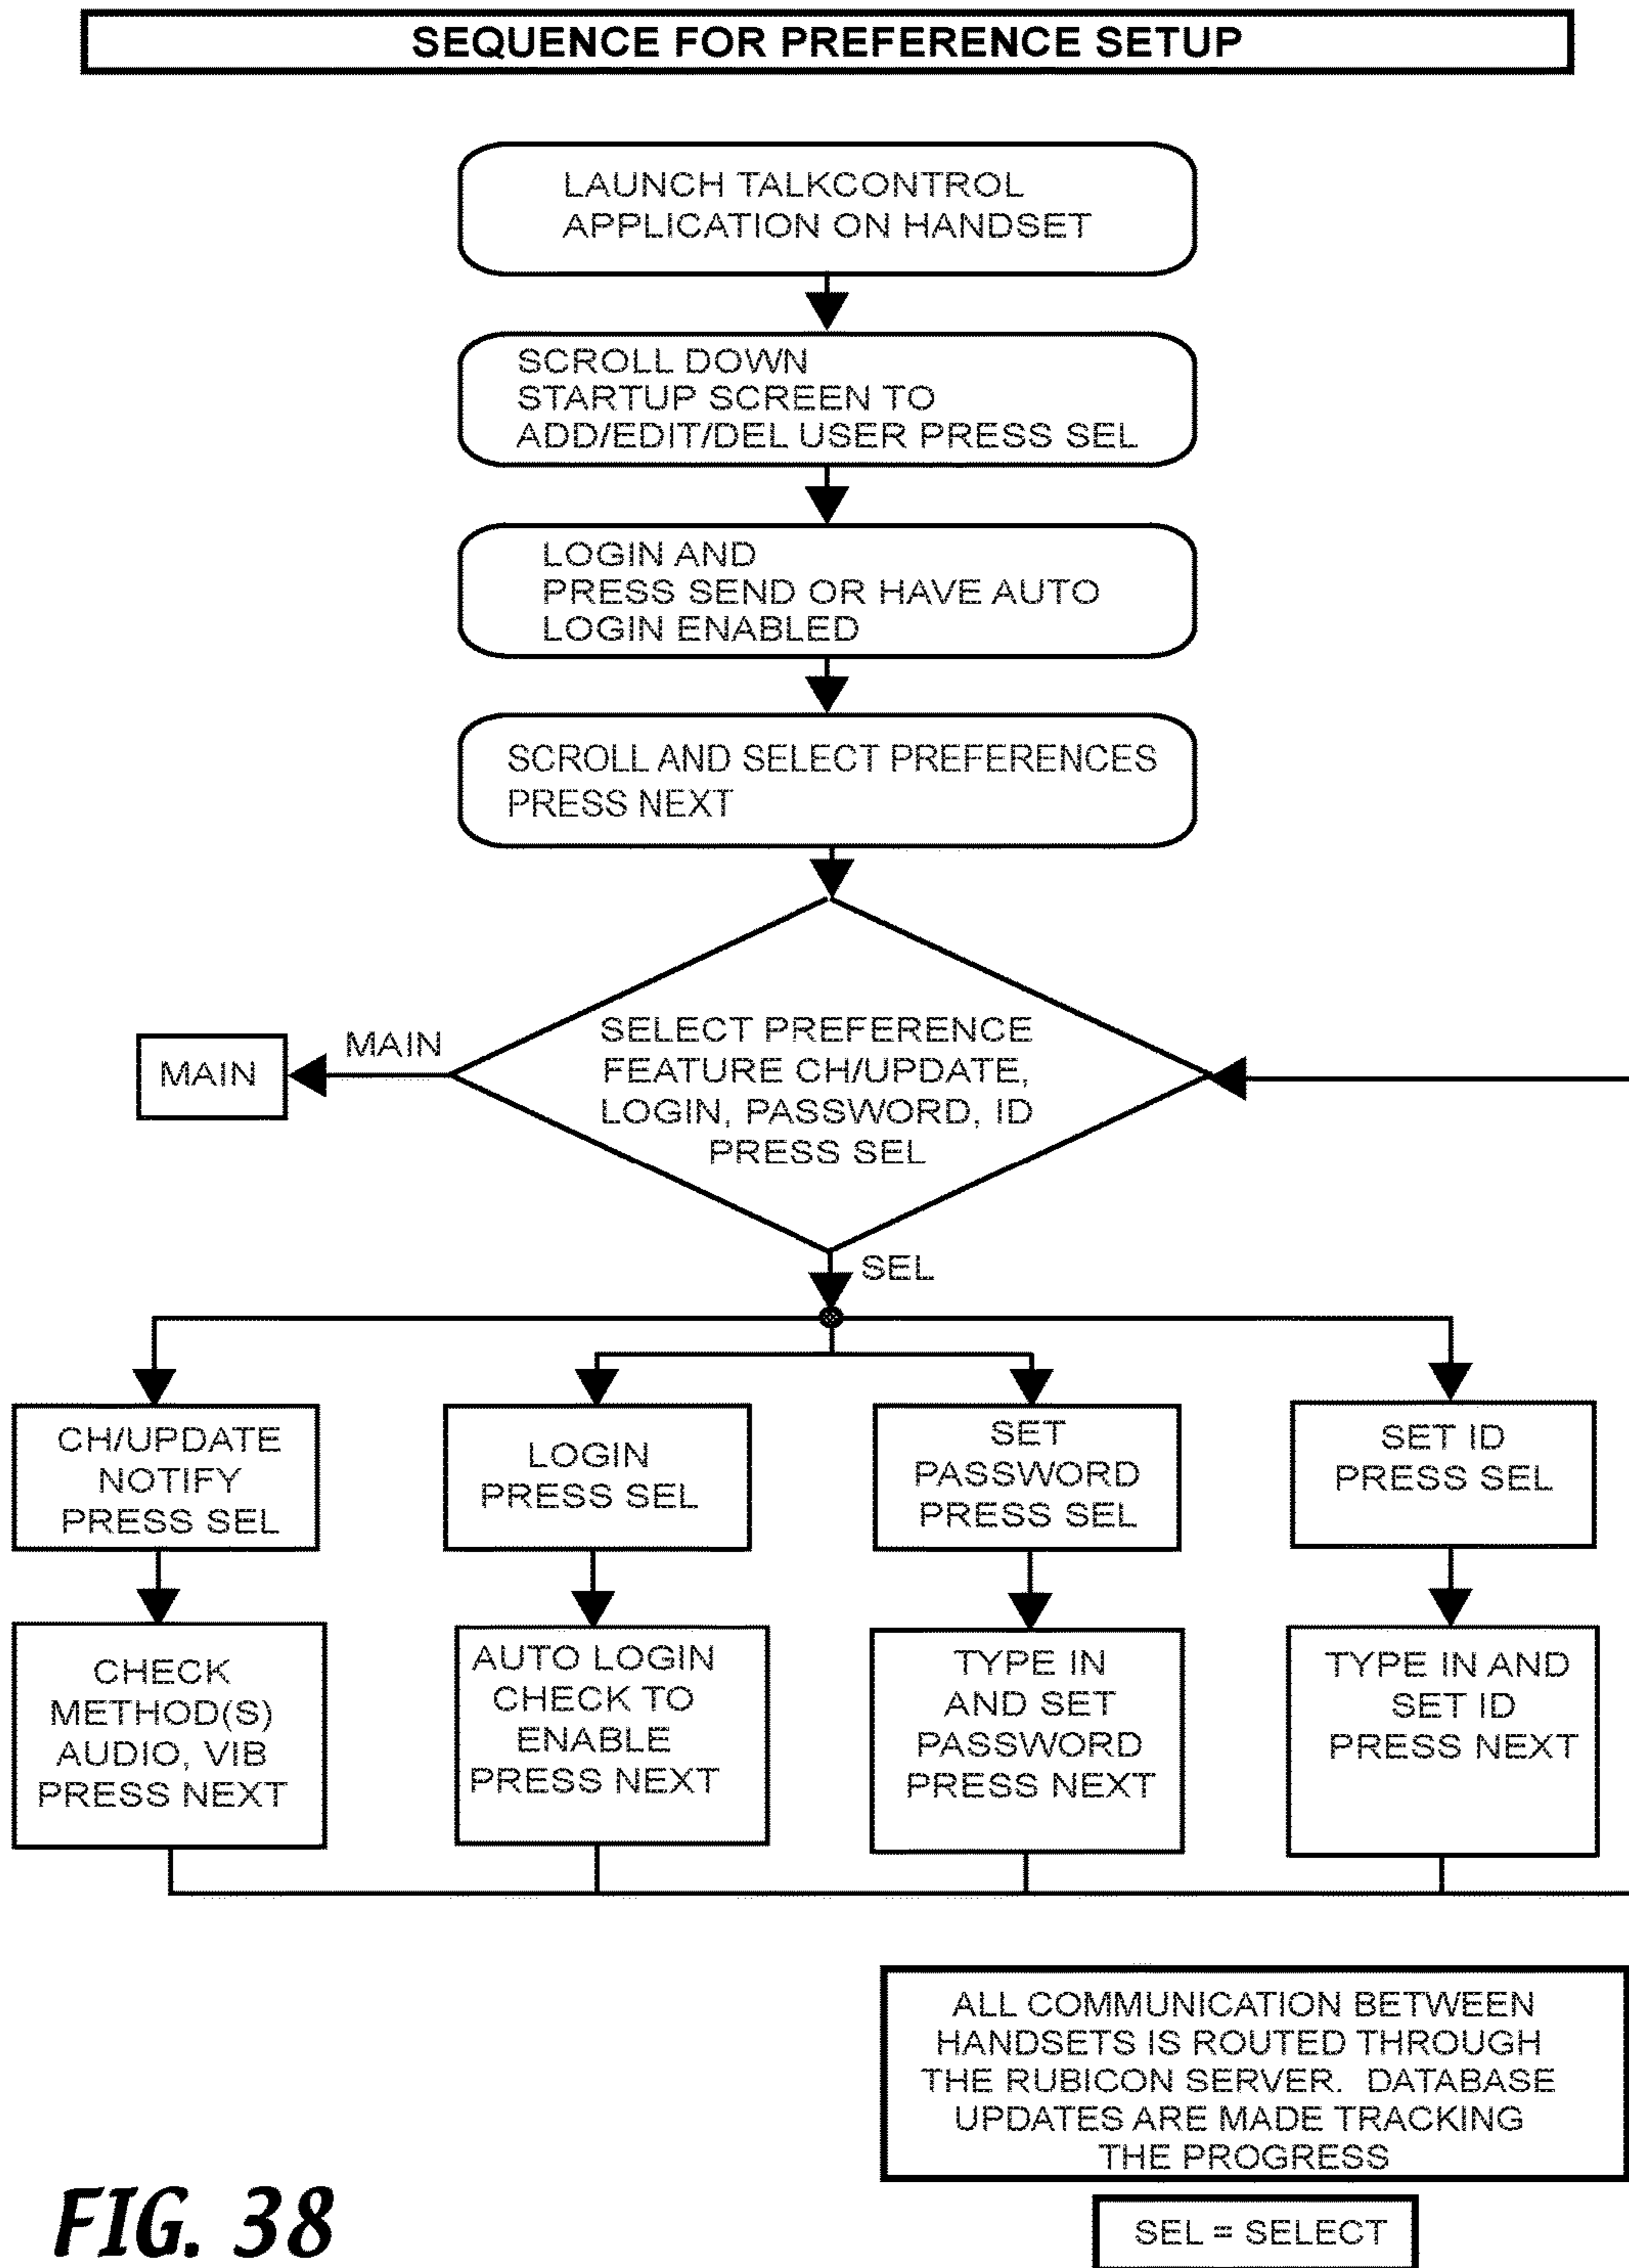 SEQUENCE FOR PREFERENCE SETUP
LAUNCH TALKCONTROL
APPLICATION ON HANDSET
SCROLL DOWN
STARTUP SCREEN TO
ADD/EDIT/DEL USER PRESS SEL
LOGIN AND
PRESS SEND OR HAVE AUTO
LOGIN ENABLED
SCROLL AND SELECT PREFERENCES
PRESS NEXT
MAIN
MAIN
SELECT PREFERENCE
FEATURE CH/UPDATE,
LOGIN, PASSWORD, ID
PRESS SEL
SEL
CH/UPDATE
NOTIFY
PRESS SEL
LOGIN
PRESS SEL
SET
PASSWORD
PRESS SEL
SET ID
PRESS SEL
CHECK
METHOD(S)
AUDIO, VIB
PRESS NEXT
AUTO LOGIN
CHECK TO
ENABLE
PRESS NEXT
TYPE IN
AND SET
PASSWORD
PRESS NEXT
TYPE IN AND
SET ID
PRESS NEXT
ALL COMMUNICATION BETWEEN
HANDSETS IS ROUTED THROUGH
THE RUBICON SERVER. DATABASE
UPDATES ARE MADE TRACKING
THE PROGRESS
SEL = SELECT
FIG. 38